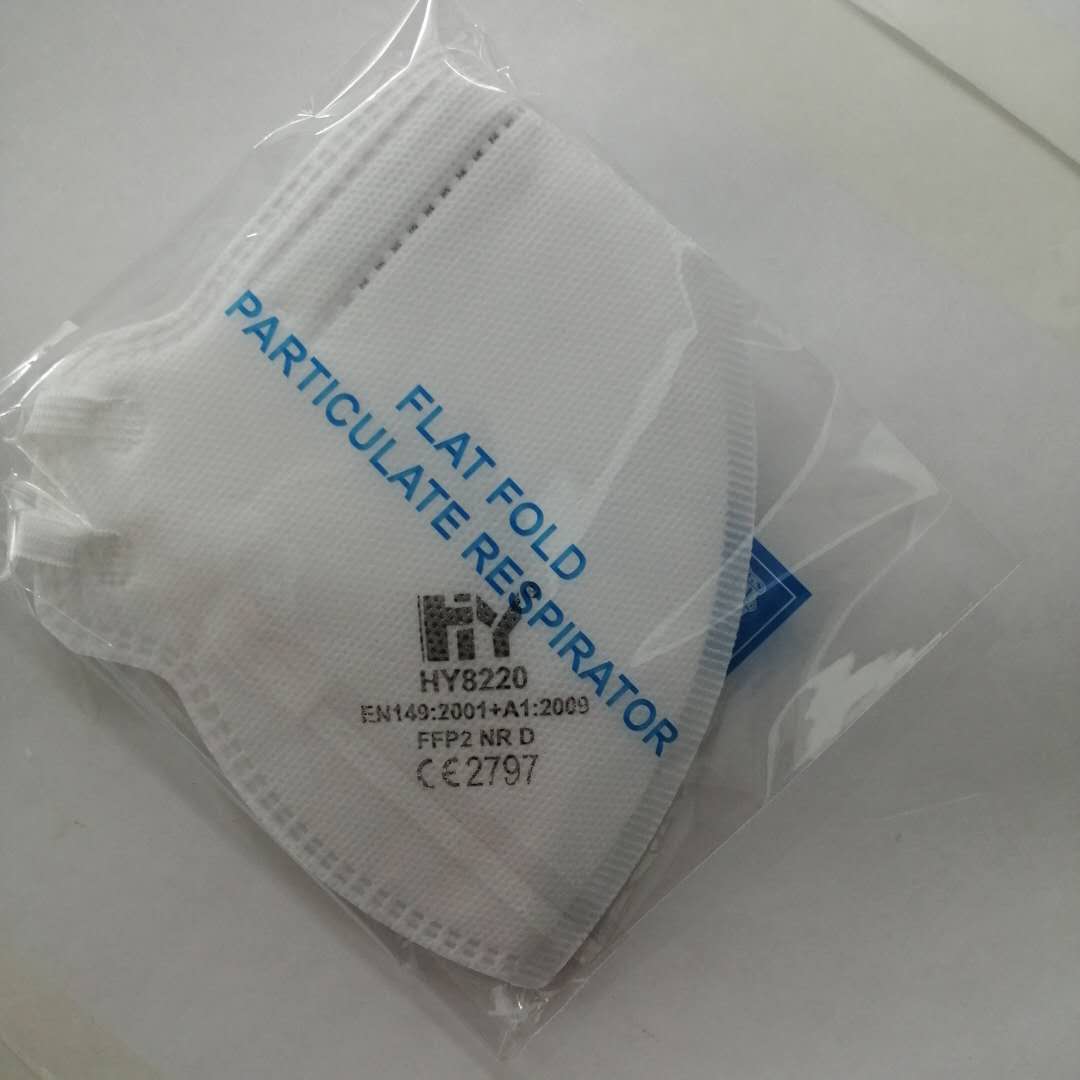 FLAT FOLD
PARTICULATE RESPIRATOR
HY
HY8220
EN149:2001+A1:2009
FFP2 NR D
CE2797